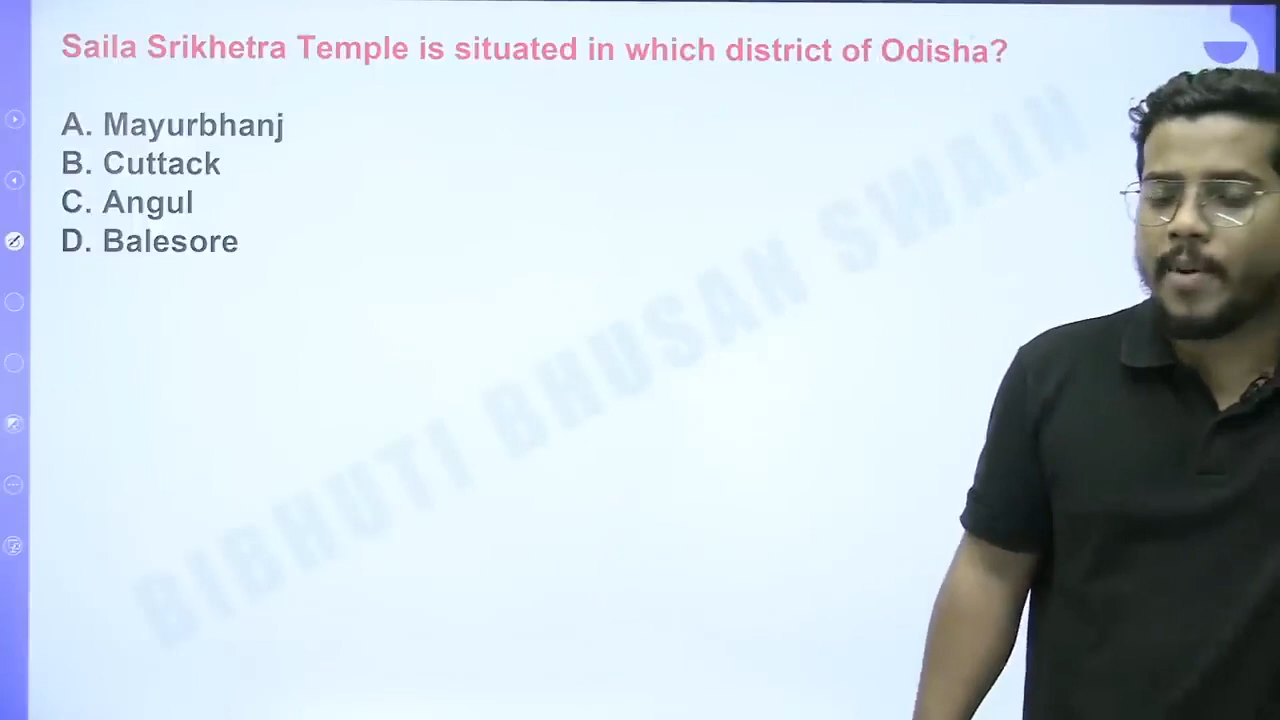 Saila Srikhetra Temple is situated in which district of Odisha?
A. Mayurbhanj
B. Cuttack
C. Angul
D. Balesore
BIBHUTI BHUSAN SWAIN